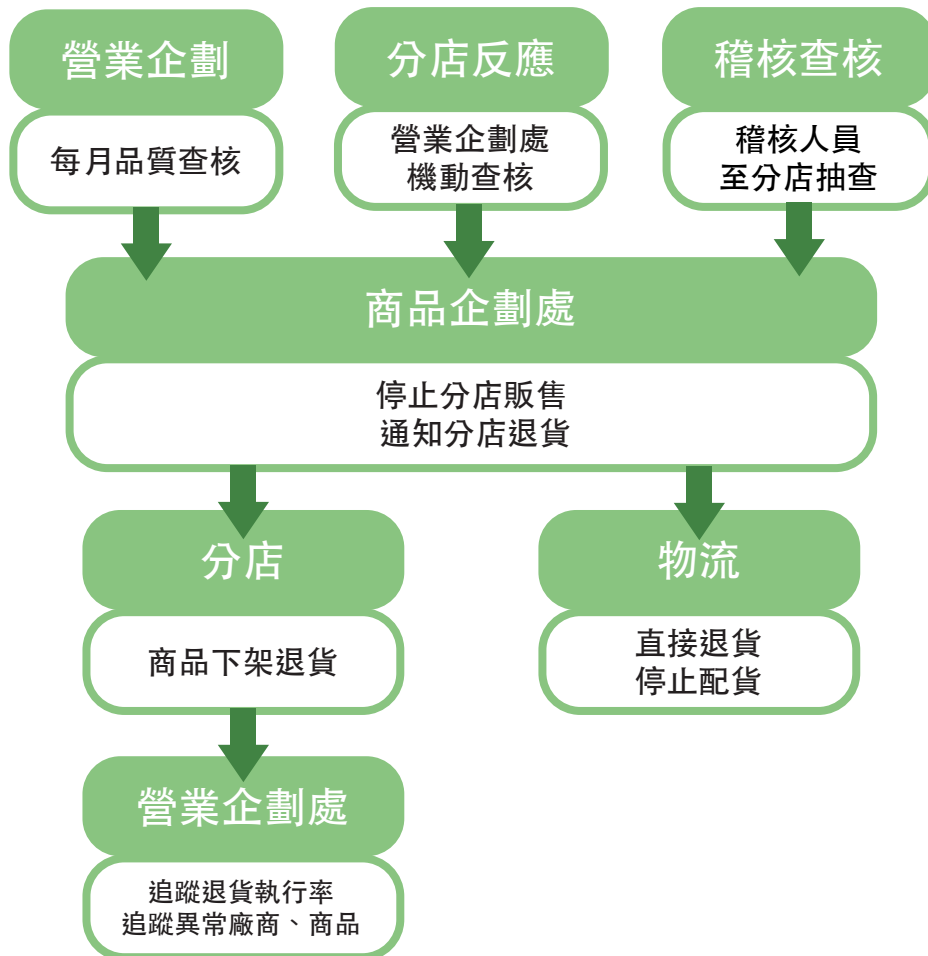 營業企劃
每月品質查核
分店反應
營業企劃處
機動查核
稽核查核
稽核人員
至分店抽查
商品企劃處
停止分店販售
通知分店退貨
分店
商品下架退貨
物流
直接退貨
停止配貨
營業企劃處
追蹤退貨執行率
追蹤異常廠商、商品